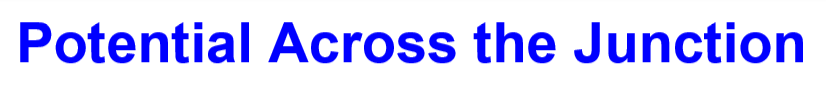 Potential Across the Junction